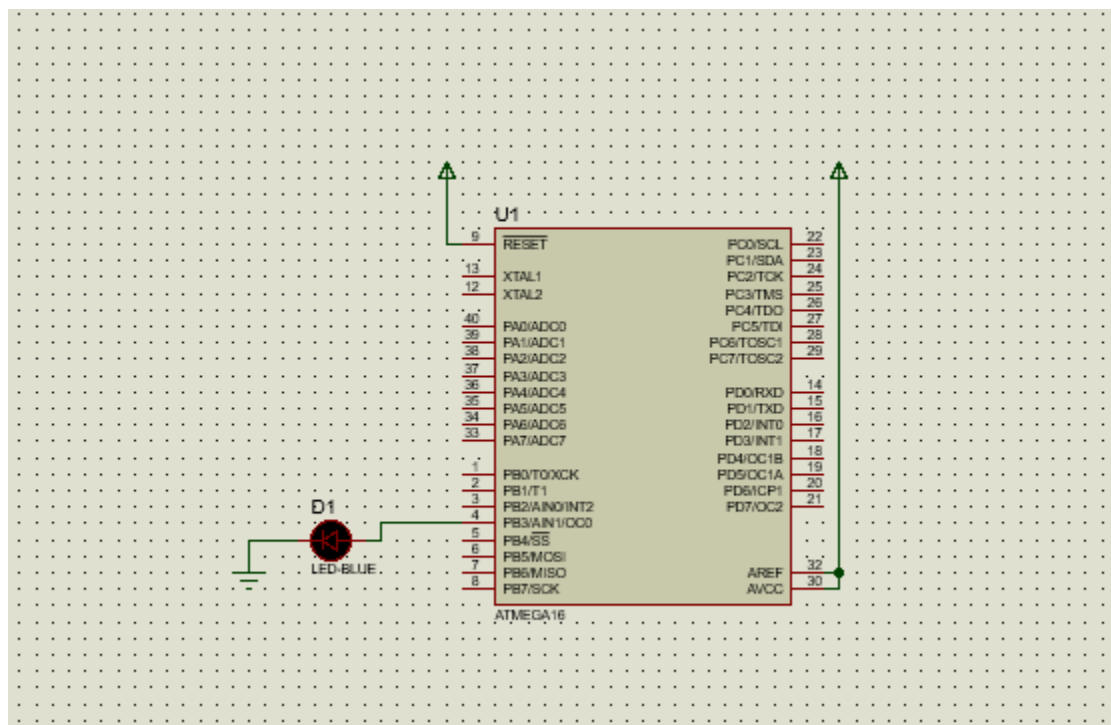 U1
9 RESET PC0/SCL 22
PC1/SDA 23
13 XTAL1 PC2/TCK 24
12 XTAL2 PC3/TMS 25
PC4/TDO 26
40 PA0/ADC0 PC5/TDI 27
39 PA1/ADC1 PC6/TOSC1 28
38 PA2/ADC2 PC7/TOSC2 29
37 PA3/ADC3
36 PA4/ADC4 PD0/RXD 14
35 PA5/ADC5 PD1/TXD 15
34 PA6/ADC6 PD2/INT0 16
33 PA7/ADC7 PD3/INT1 17
PD4/OC1B 18
1 PB0/T0/XCK PD5/OC1A 19
2 PB1/T1 PD6/ICP1 20
3 PB2/AIN0/INT2 PD7/OC2 21
D1
4 PB3/AIN1/OC0
5 PB4/SS
6 PB5/MOSI
LED-BLUE
7 PB6/MISO AREF 32
8 PB7/SCK AVCC 30
ATMEGA16